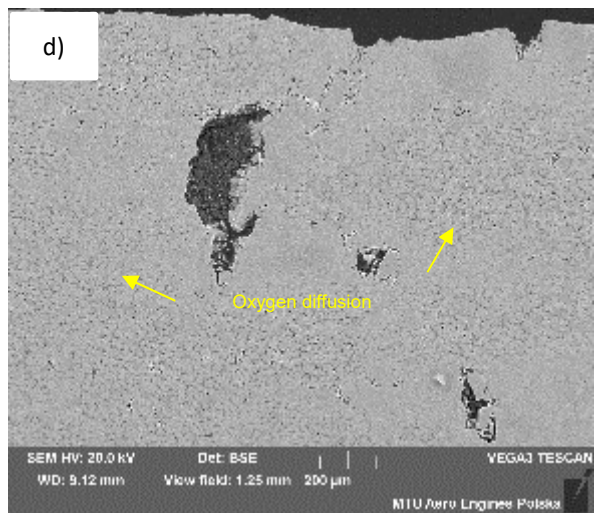 d)
Oxygen diffusion
SEM HV: 20.0 kV Det: BSE VEGAJ TESCAN
WD: 9.12 mm View field: 1.25 mm 200 µm
MTU Aero Engines Polska